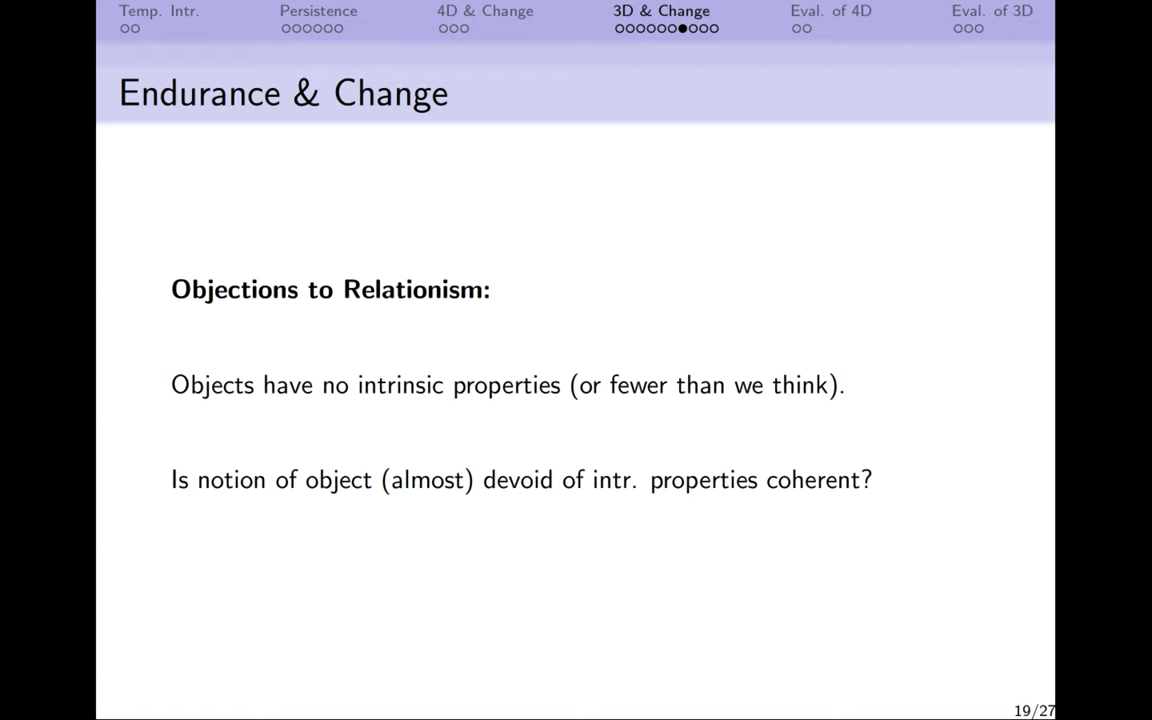 Temp. Intr. Persistence 4D & Change 3D & Change Eval. of 4D Eval. of 3D
Endurance & Change
Objections to Relationism:
Objects have no intrinsic properties (or fewer than we think).
Is notion of object (almost) devoid of intr. properties coherent?
19/27